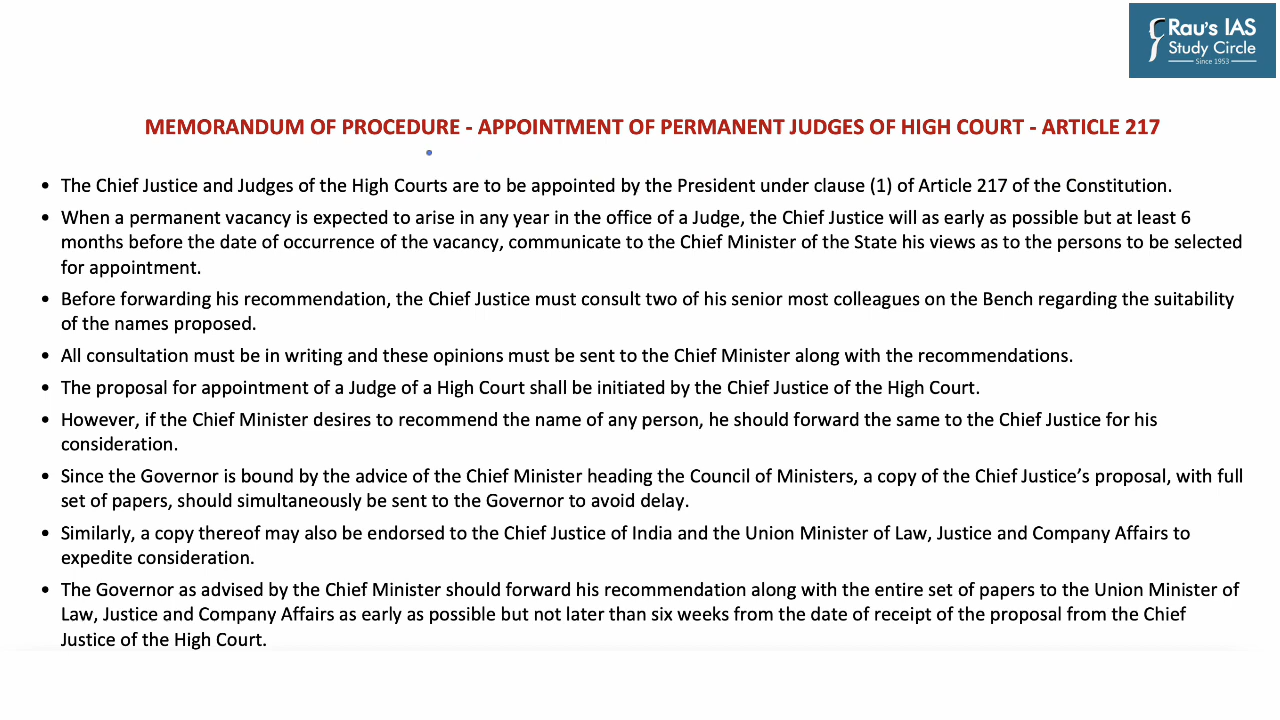 Rau's IAS
Study Circle
Since 1953
MEMORANDUM OF PROCEDURE - APPOINTMENT OF PERMANENT JUDGES OF HIGH COURT - ARTICLE 217
• The Chief Justice and Judges of the High Courts are to be appointed by the President under clause (1) of Article 217 of the Constitution.
• When a permanent vacancy is expected to arise in any year in the office of a Judge, the Chief Justice will as early as possible but at least 6
months before the date of occurrence of the vacancy, communicate to the Chief Minister of the State his views as to the persons to be selected
for appointment.
• Before forwarding his recommendation, the Chief Justice must consult two of his senior most colleagues on the Bench regarding the suitability
of the names proposed.
• All consultation must be in writing and these opinions must be sent to the Chief Minister along with the recommendations.
• The proposal for appointment of a Judge of a High Court shall be initiated by the Chief Justice of the High Court.
• However, if the Chief Minister desires to recommend the name of any person, he should forward the same to the Chief Justice for his
consideration.
• Since the Governor is bound by the advice of the Chief Minister heading the Council of Ministers, a copy of the Chief Justice’s proposal, with full
set of papers, should simultaneously be sent to the Governor to avoid delay.
• Similarly, a copy thereof may also be endorsed to the Chief Justice of India and the Union Minister of Law, Justice and Company Affairs to
expedite consideration.
• The Governor as advised by the Chief Minister should forward his recommendation along with the entire set of papers to the Union Minister of
Law, Justice and Company Affairs as early as possible but not later than six weeks from the date of receipt of the proposal from the Chief
Justice of the High Court.